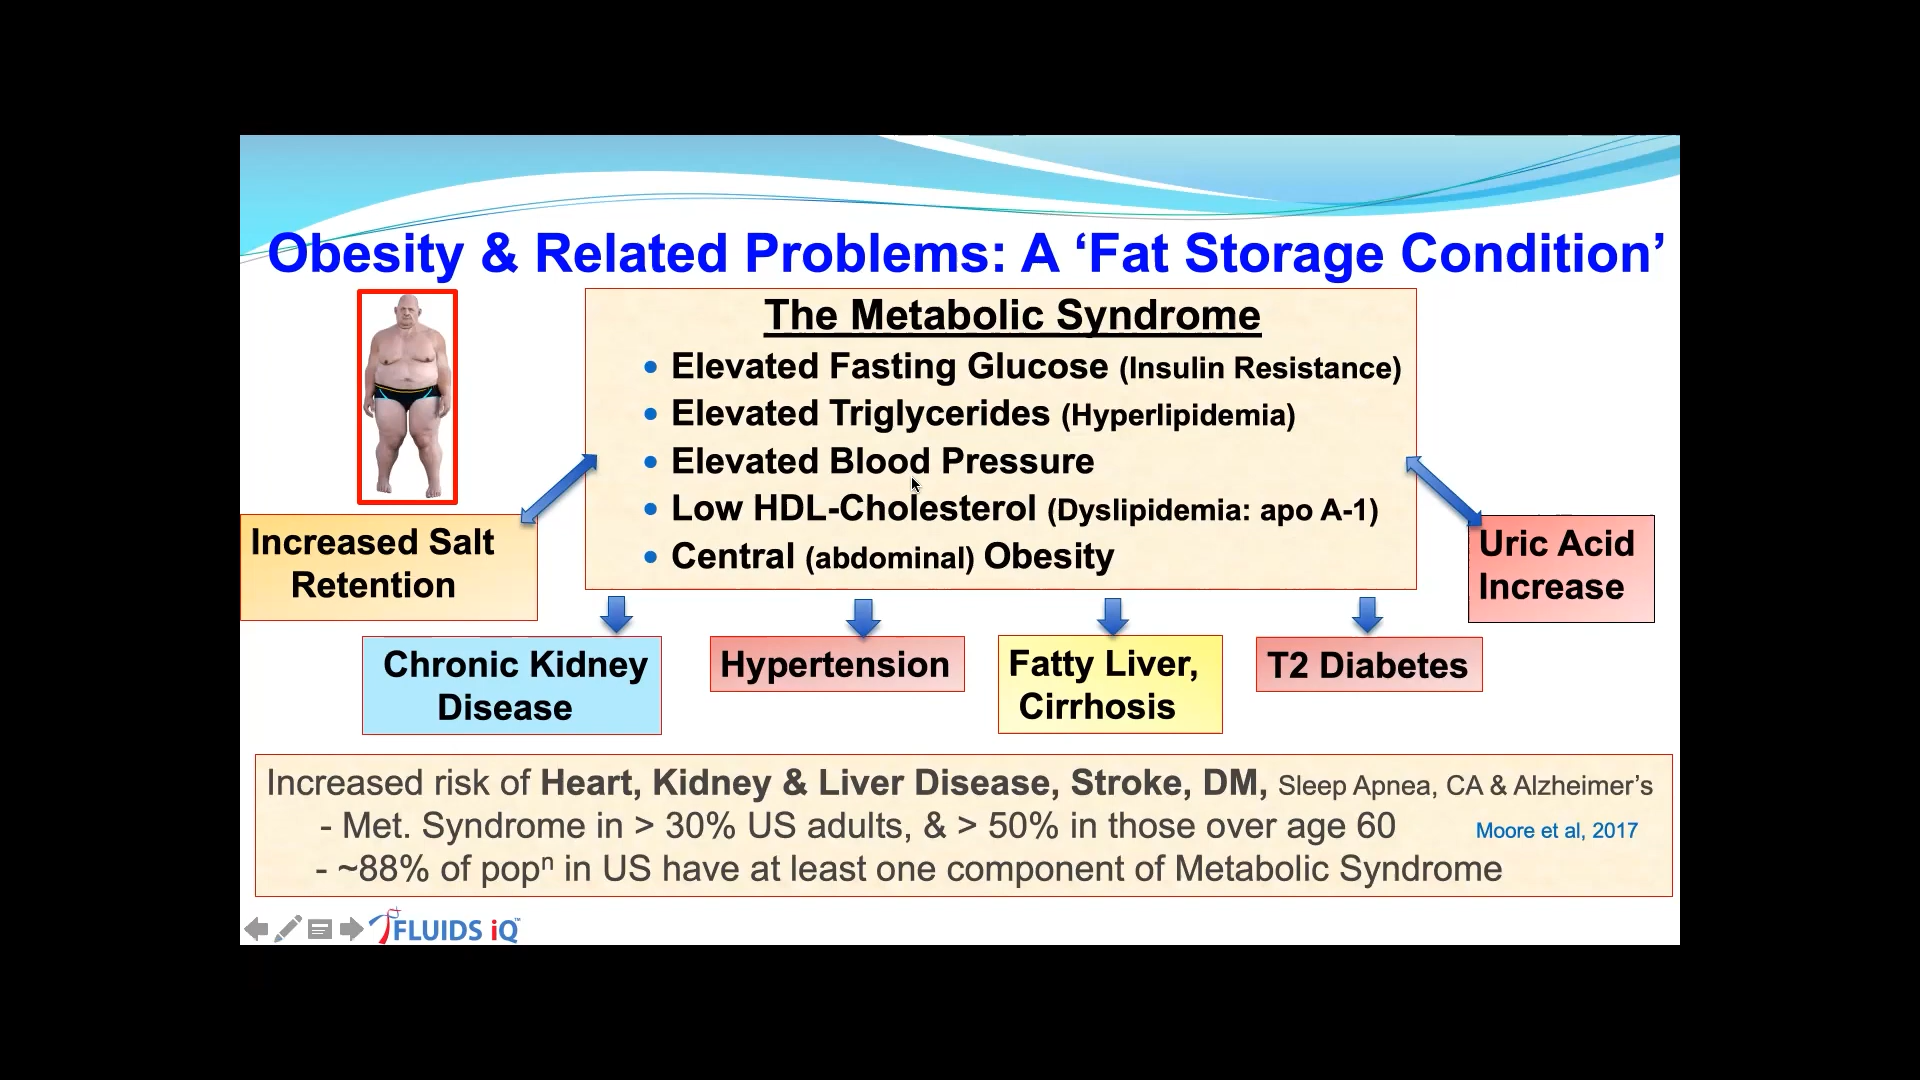 Obesity & Related Problems: A ‘Fat Storage Condition’
The Metabolic Syndrome
• Elevated Fasting Glucose (Insulin Resistance)
• Elevated Triglycerides (Hyperlipidemia)
• Elevated Blood Pressure
• Low HDL-Cholesterol (Dyslipidemia: apo A-1)
• Central (abdominal) Obesity
Increased Salt
Retention
Uric Acid
Increase
Chronic Kidney
Disease
Hypertension
Fatty Liver,
Cirrhosis
T2 Diabetes
Increased risk of Heart, Kidney & Liver Disease, Stroke, DM, Sleep Apnea, CA & Alzheimer’s
- Met. Syndrome in > 30% US adults, & > 50% in those over age 60
Moore et al, 2017
- ~88% of popⁿ in US have at least one component of Metabolic Syndrome
FLUIDS iQ™